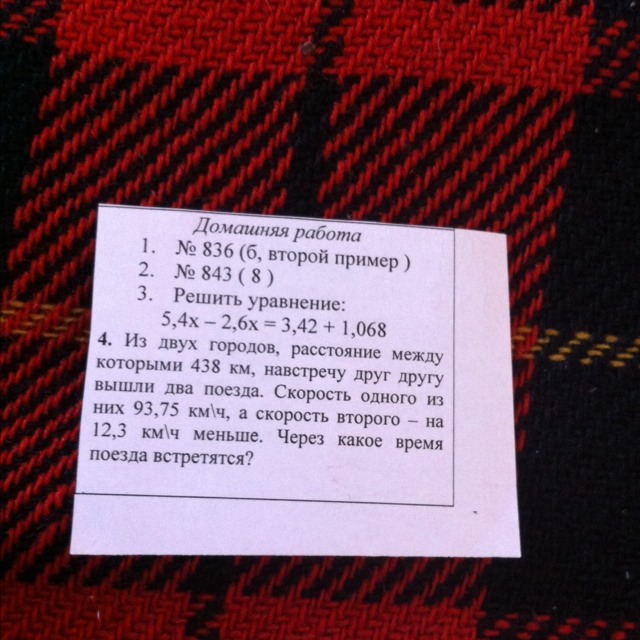 Домашняя работа
1. № 836 (б, второй пример )
2. № 843 ( 8 )
3. Решить уравнение:
5,4х – 2,6х = 3,42 + 1,068
4. Из двух городов, расстояние между
которыми 438 км, навстречу друг другу
вышли два поезда. Скорость одного из
них 93,75 км\ч, а скорость второго – на
12,3 км\ч меньше. Через какое время
поезда встретятся?